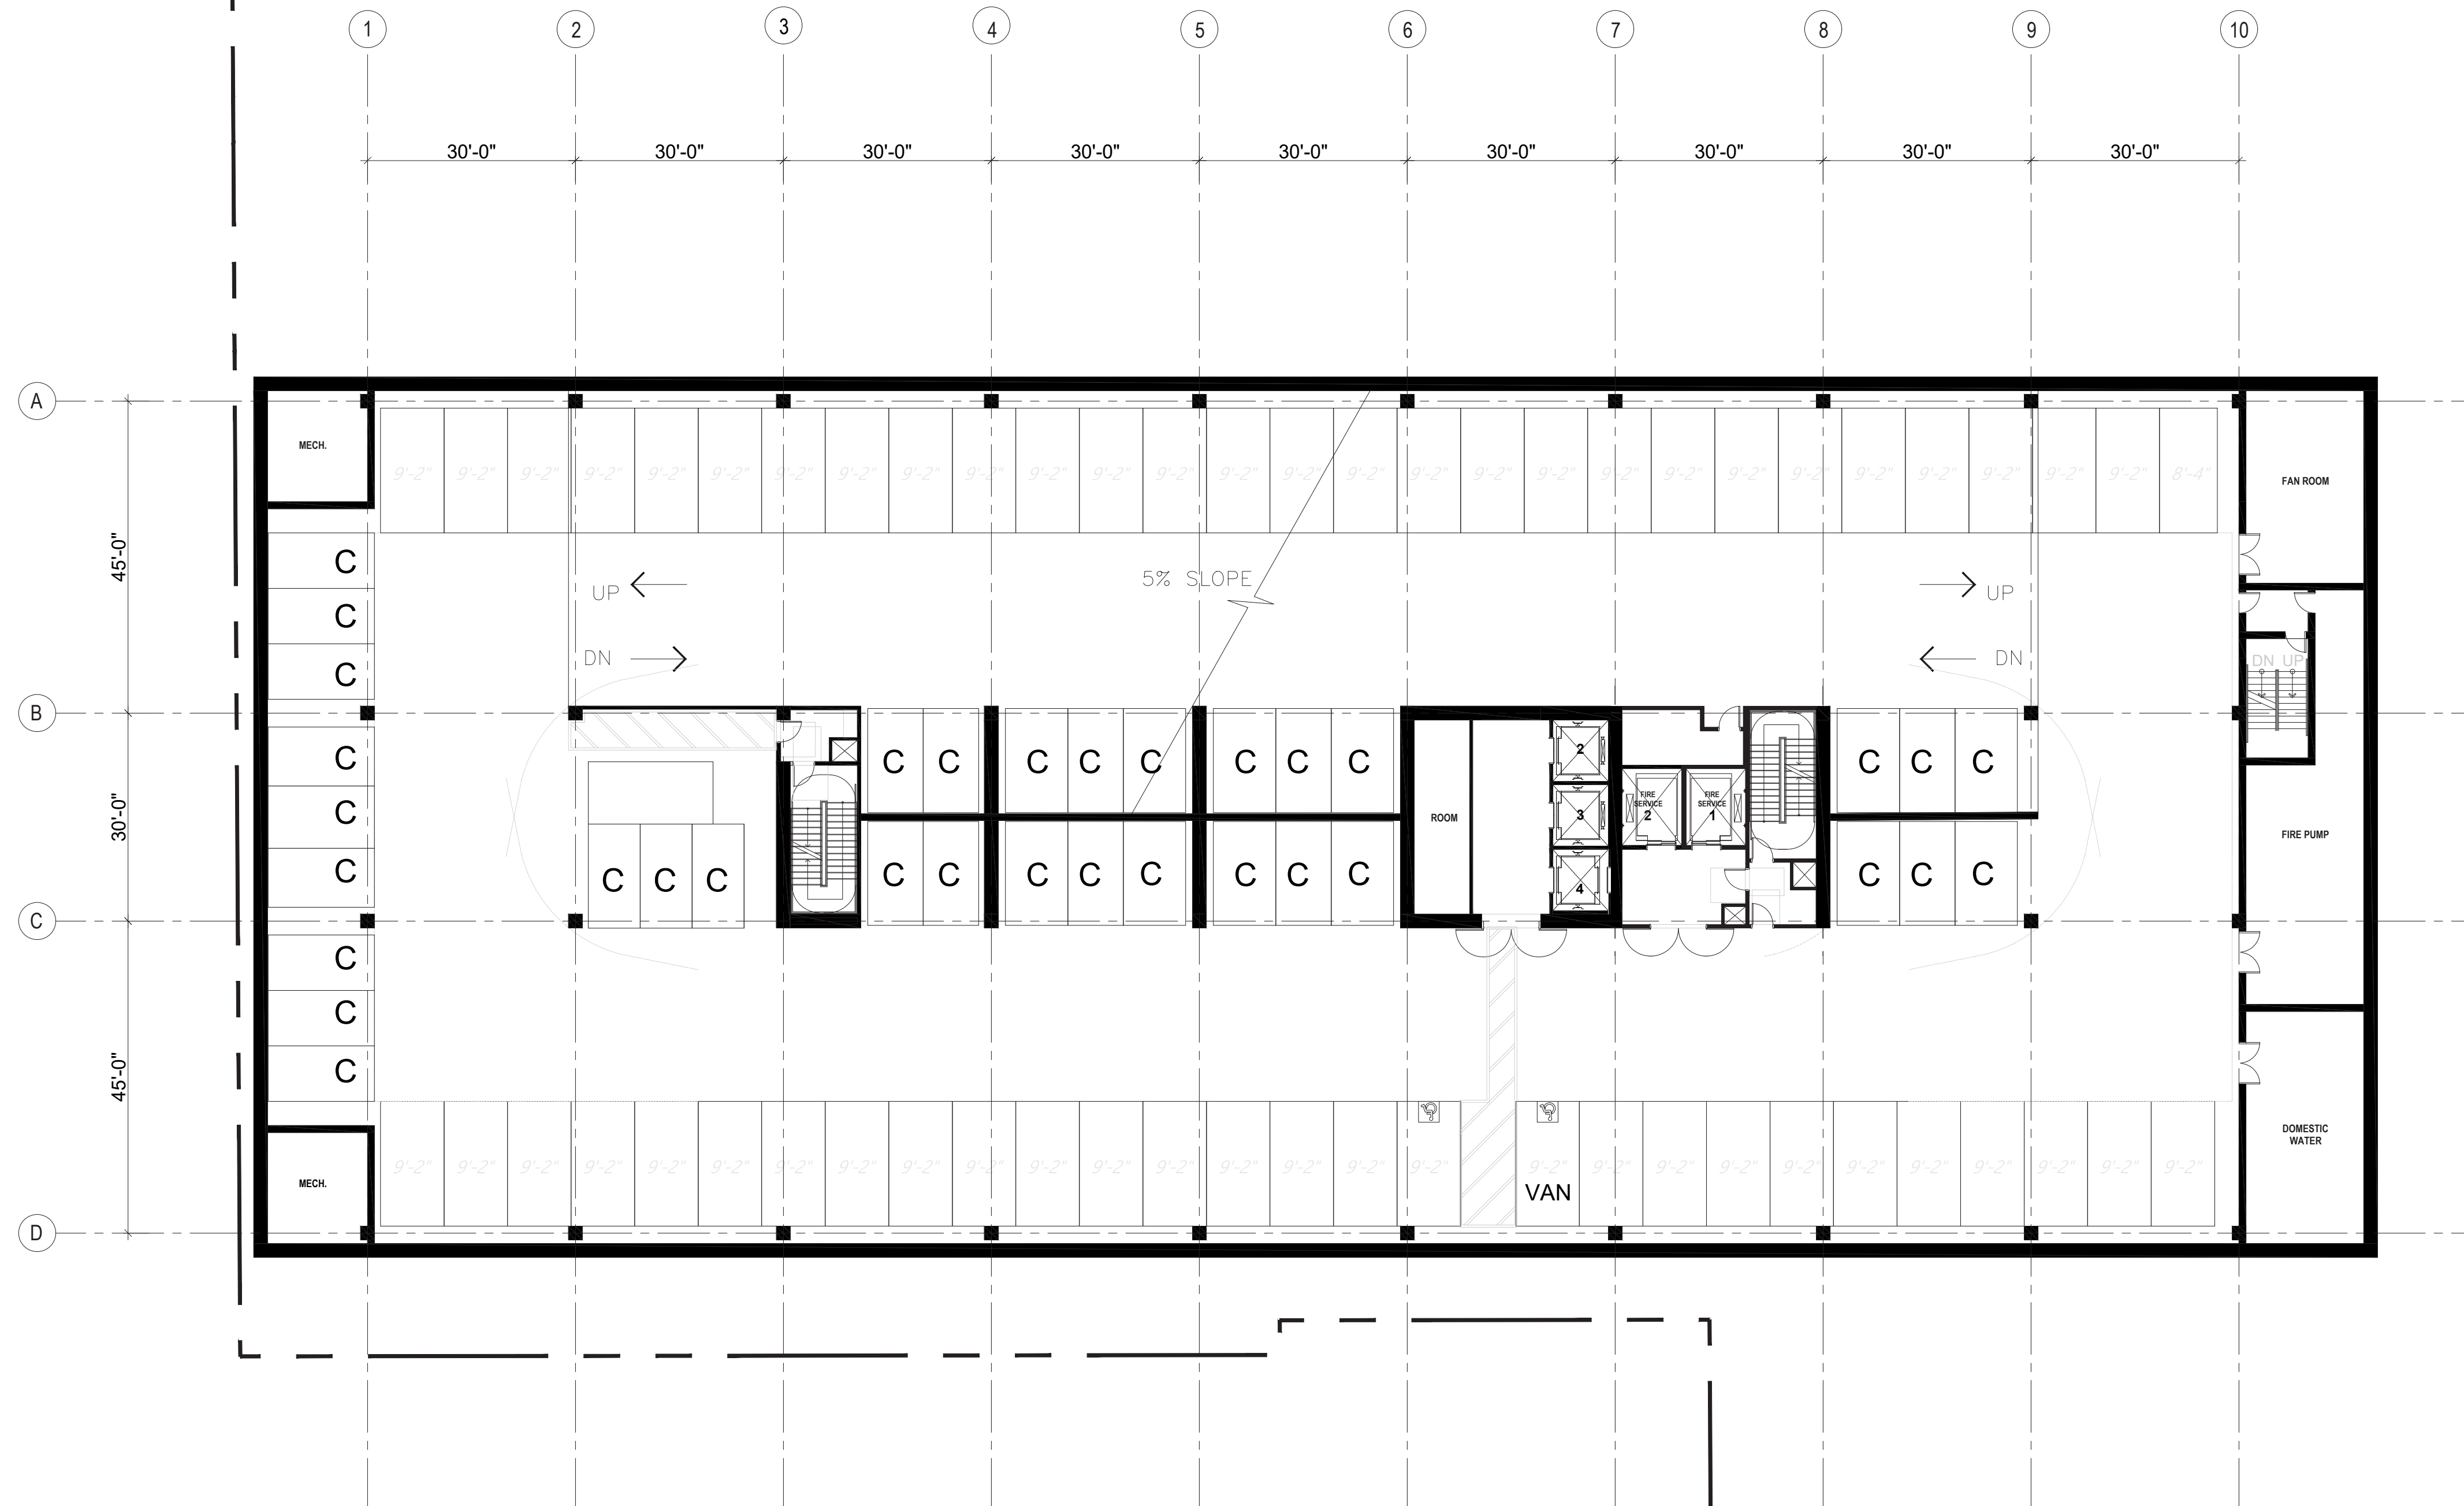 1 2 3 4 5 6 7 8 9 10
30'-0" 30'-0" 30'-0" 30'-0" 30'-0" 30'-0" 30'-0" 30'-0" 30'-0"
A
MECH.
9'-2" 9'-2" 9'-2" 9'-2" 9'-2" 9'-2" 9'-2" 9'-2" 9'-2" 9'-2" 9'-2" 9'-2" 9'-2" 9'-2" 9'-2" 9'-2" 9'-2" 9'-2" 9'-2" 9'-2" 9'-2" 9'-2" 9'-2" 9'-2" 9'-2" 9'-2" 9'-2" 9'-2" 8'-4"
FAN ROOM
45'-0"
C
5% SLOPE
UP
UP
C
DN
DN
DN UP
C
B
C
C C C C C C C C C C C
2
30'-0"
C
ROOM
3
FIRE
SERVICE
2
FIRE
SERVICE
1
FIRE PUMP
C
C C C C C C C C C C C C C C
4
C
C
C
45'-0"
C
9'-2" 9'-2" 9'-2" 9'-2" 9'-2" 9'-2" 9'-2" 9'-2" 9'-2" 9'-2" 9'-2" 9'-2" 9'-2" 9'-2" 9'-2" 9'-2" 9'-2" 9'-2" 9'-2" 9'-2" 9'-2" 9'-2" 9'-2" 9'-2" 9'-2" 9'-2" 9'-2" 9'-2"
DOMESTIC
WATER
MECH.
VAN
D